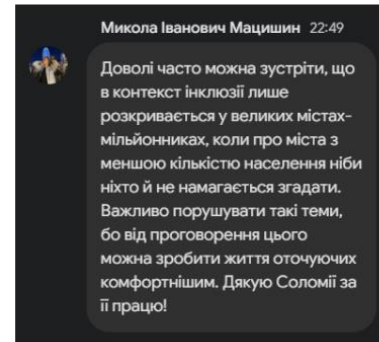 Микола Іванович Мацишин 22:49
Доволі часто можна зустріти, що
в контекст інклюзії лише
розкривається у великих містах-
мільйонниках, коли про міста з
меншою кількістю населення ніби
ніхто й не намагається згадати.
Важливо порушувати такі теми,
бо від проговорення цього
можна зробити життя оточуючих
комфортнішим. Дякую Соломії за
її працю!